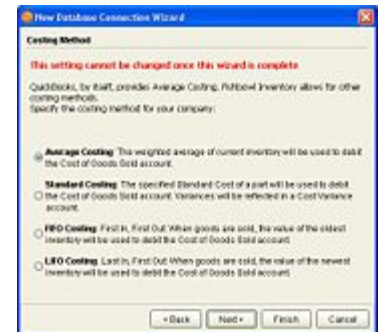 New Database Connection Wizard
Costing Method
This setting cannot be changed once this wizard is complete
QuickBooks, by itself, provides Average Costing. Fishbowl Inventory allows for other
costing methods.
Specify the costing method for your company:
Average Costing: The weighted average of current inventory will be used to debit
the Cost of Goods Sold account.
Standard Costing: The specified Standard Cost of a part will be used to debit
the Cost of Goods Sold account. Variances will be reflected in a Cost Variance
account.
FIFO Costing: First in, First Out. When goods are sold, the value of the oldest
inventory will be used to debit the Cost of Goods Sold account.
LIFO Costing: Last in, First Out. When goods are sold, the value of the newest
inventory will be used to debit the Cost of Goods Sold account.
< Back Next > Finish Cancel